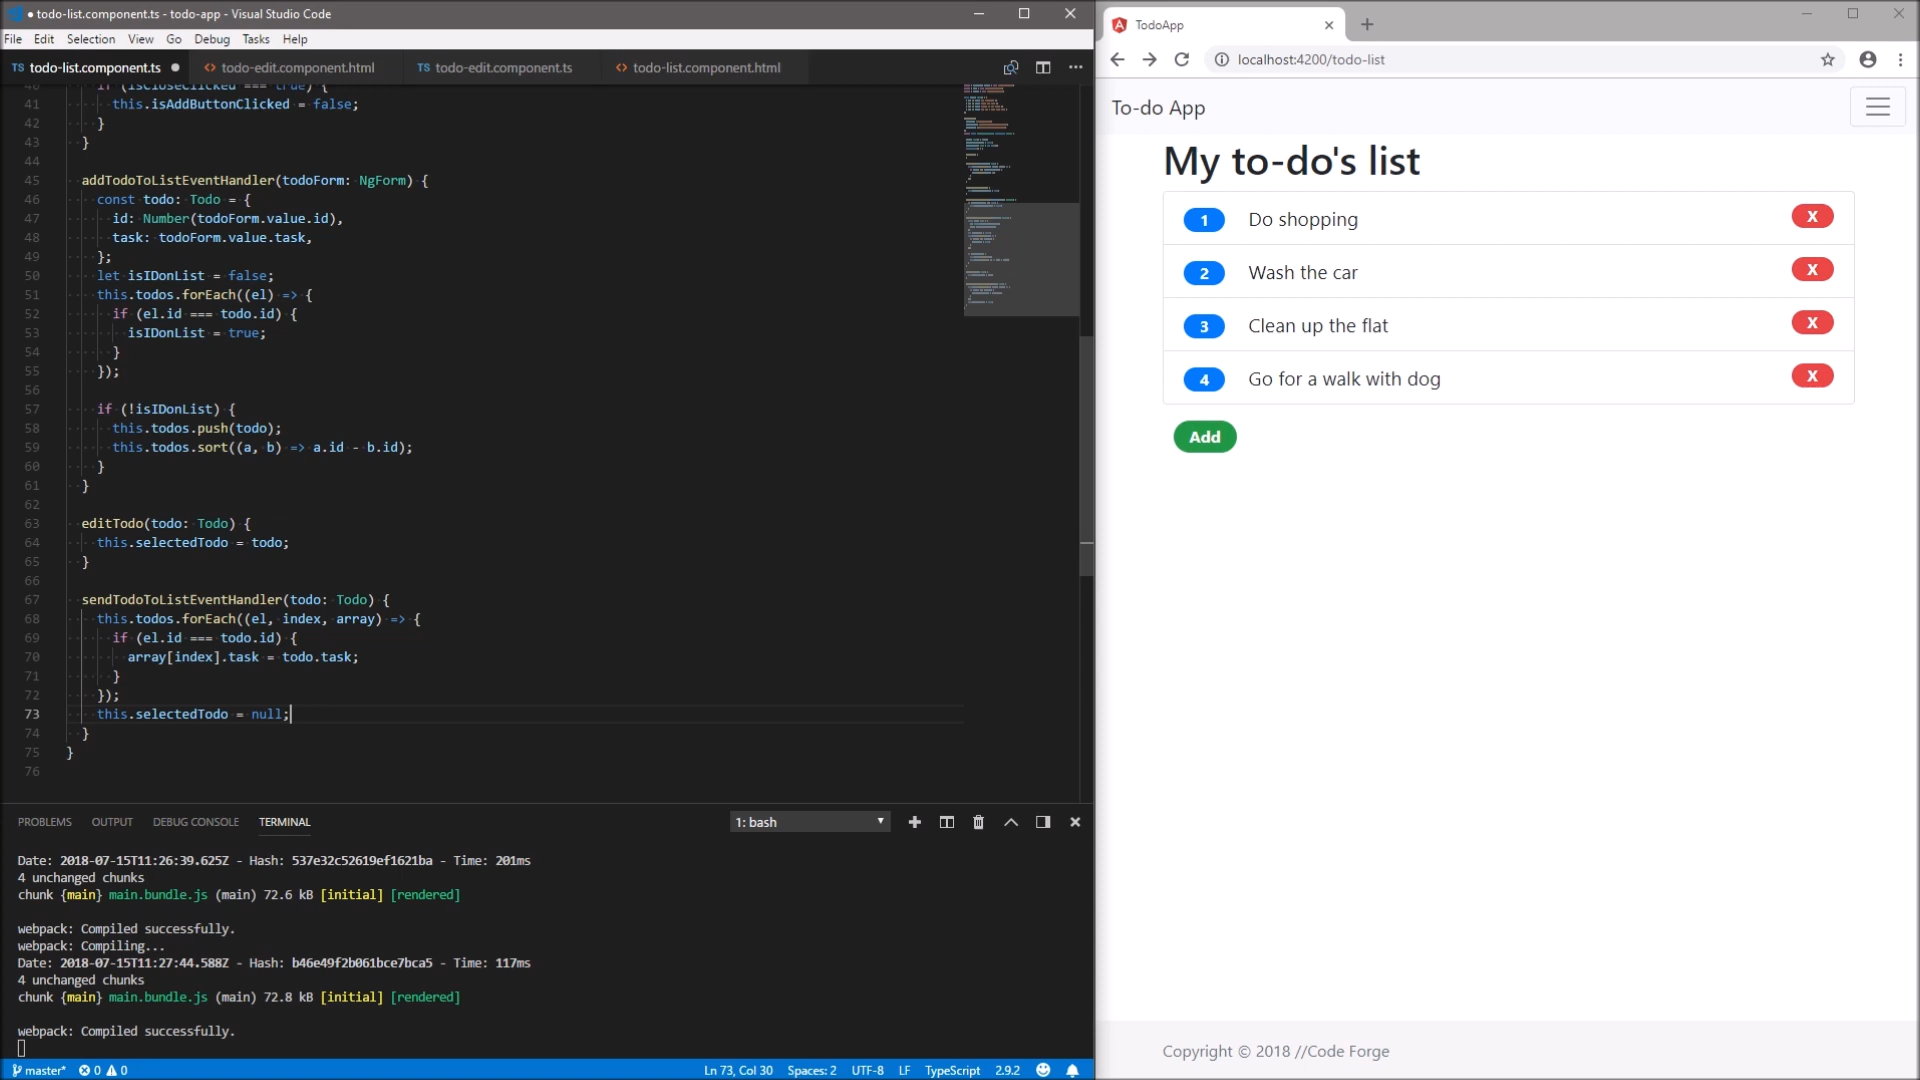 ● todo-list.component.ts - todo-app - Visual Studio Code
File Edit Selection View Go Debug Tasks Help
TS todo-list.component.ts ● <> todo-edit.component.html TS todo-edit.component.ts <> todo-list.component.html
40 if (isCloseClicked === true) {
41 this.isAddButtonClicked = false;
42 }
43 }
44
45 addTodoToListEventHandler(todoForm: NgForm) {
46 const todo: Todo = {
47 id: Number(todoForm.value.id),
48 task: todoForm.value.task,
49 };
50 let isIDonList = false;
51 this.todos.forEach((el) => {
52 if (el.id === todo.id) {
53 isIDonList = true;
54 }
55 });
56
57 if (!isIDonList) {
58 this.todos.push(todo);
59 this.todos.sort((a, b) => a.id - b.id);
60 }
61 }
62
63 editTodo(todo: Todo) {
64 this.selectedTodo = todo;
65 }
66
67 sendTodoToListEventHandler(todo: Todo) {
68 this.todos.forEach((el, index, array) => {
69 if (el.id === todo.id) {
70 array[index].task = todo.task;
71 }
72 });
73 this.selectedTodo = null;
74 }
75 }
76
PROBLEMS OUTPUT DEBUG CONSOLE TERMINAL 1: bash
Date: 2018-07-15T11:26:39.625Z - Hash: 537e32c52619ef1621ba - Time: 201ms
4 unchanged chunks
chunk {main} main.bundle.js (main) 72.6 kB [initial] [rendered]
webpack: Compiled successfully.
webpack: Compiling...
Date: 2018-07-15T11:27:44.588Z - Hash: b46e49f2b061bce7bca5 - Time: 117ms
4 unchanged chunks
chunk {main} main.bundle.js (main) 72.8 kB [initial] [rendered]
webpack: Compiled successfully.
master* 0 0 Ln 73, Col 30 Spaces: 2 UTF-8 LF TypeScript 2.9.2
TodoApp
localhost:4200/todo-list
To-do App
My to-do's list
1 Do shopping X
2 Wash the car X
3 Clean up the flat X
4 Go for a walk with dog X
Add
Copyright © 2018 //Code Forge